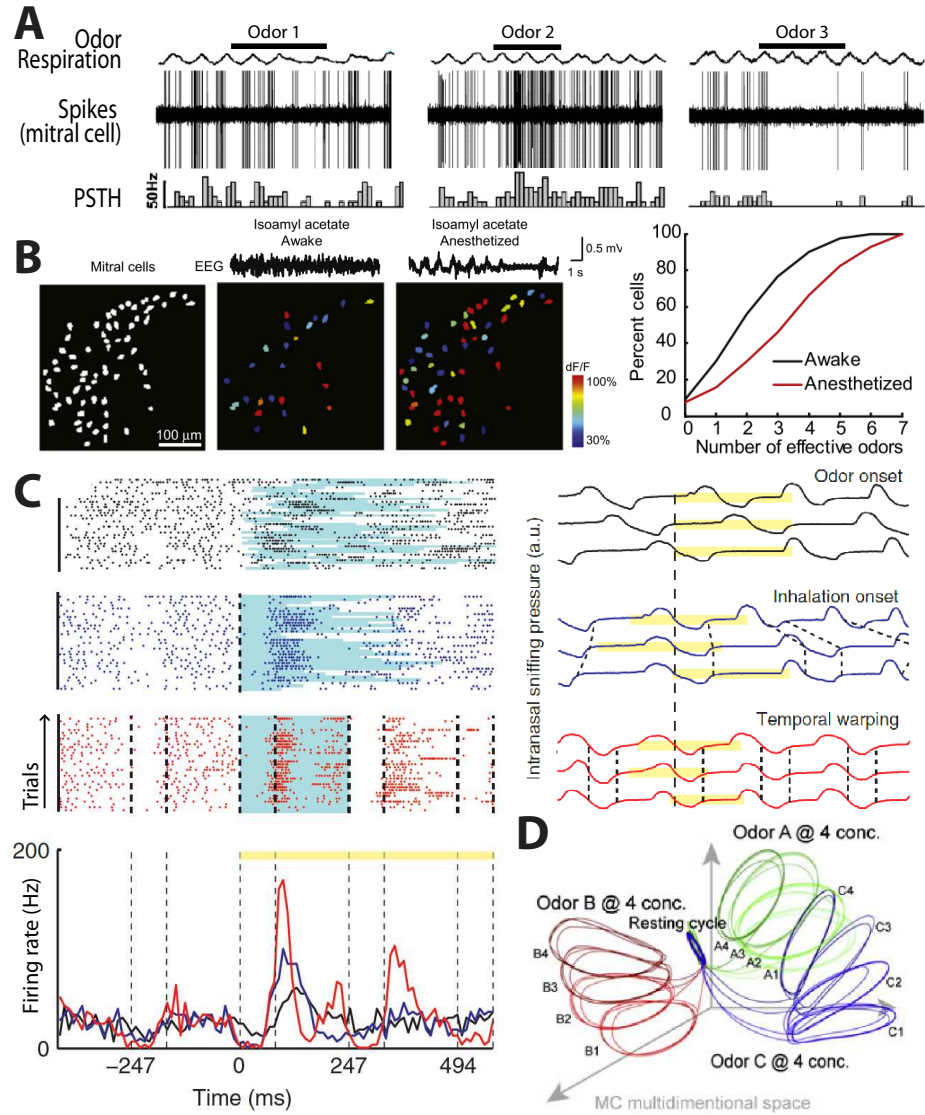 A
Odor
Respiration
Odor 1
Odor 2
Odor 3
Spikes
(mitral cell)
PSTH
50Hz
B
Mitral cells
EEG
Isoamyl acetate
Awake
Isoamyl acetate
Anesthetized
0.5 mV
1 s
100 µm
dF/F
100%
30%
Percent cells
100
80
60
40
20
0
Awake
Anesthetized
0 1 2 3 4 5 6 7
Number of effective odors
C
Trials
Intranasal sniffing pressure (a.u.)
Odor onset
Inhalation onset
Temporal warping
Firing rate (Hz)
200
0
−247 0 247 494
Time (ms)
D
Odor A @ 4 conc.
Odor B @ 4 conc.
Resting cycle
A4
A3
A2
A1
B4
B3
B2
B1
C4
C3
C2
C1
Odor C @ 4 conc.
MC multidimentional space